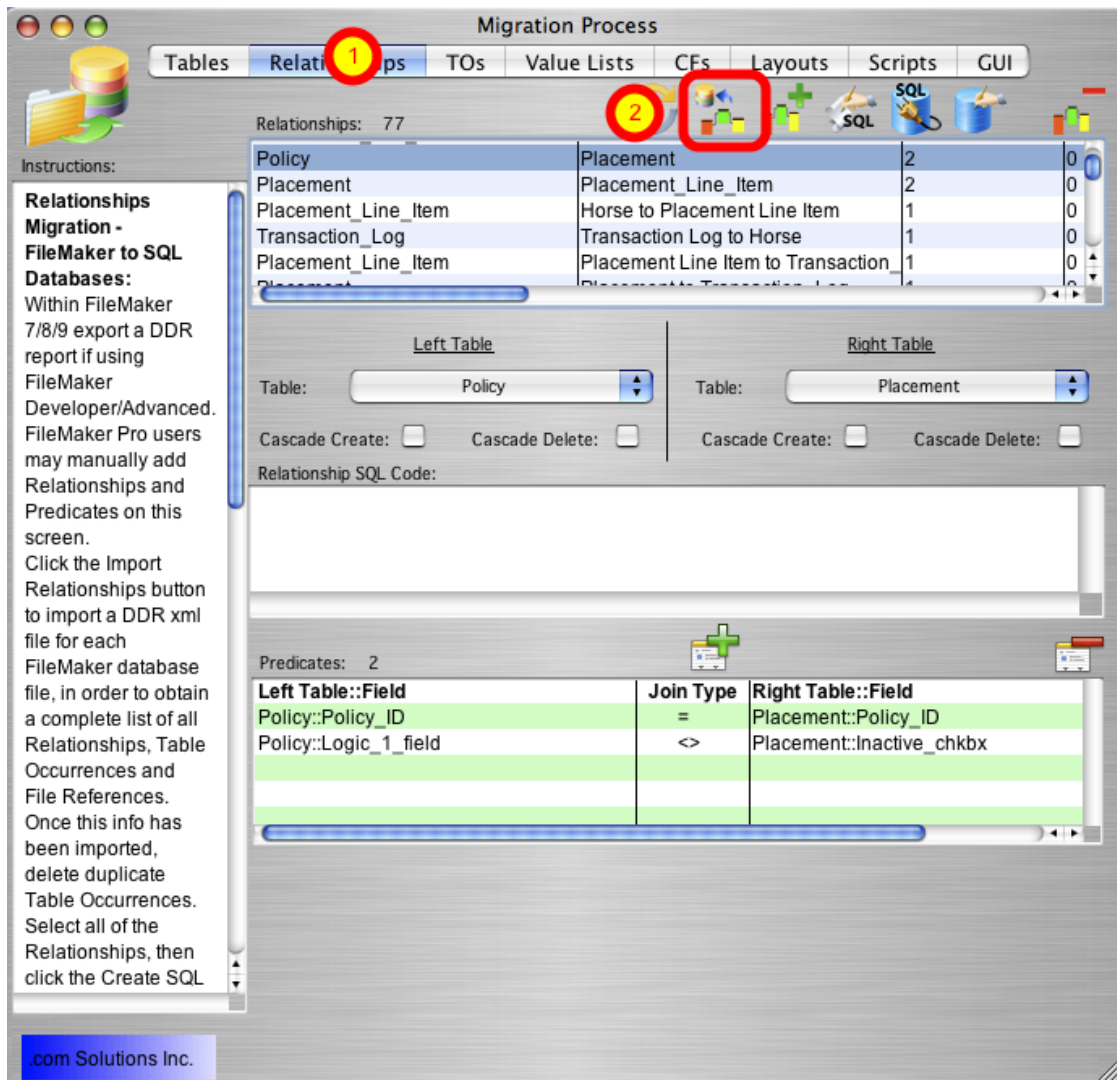 Migration Process
Tables Relati 1 ps TOs Value Lists CFs Layouts Scripts GUI
Relationships: 77 2 SQL SQL
Instructions:
Relationships
Migration -
FileMaker to SQL
Databases:
Within FileMaker
7/8/9 export a DDR
report if using
FileMaker
Developer/Advanced.
FileMaker Pro users
may manually add
Relationships and
Predicates on this
screen.
Click the Import
Relationships button
to import a DDR xml
file for each
FileMaker database
file, in order to obtain
a complete list of all
Relationships, Table
Occurrences and
File References.
Once this info has
been imported,
delete duplicate
Table Occurrences.
Select all of the
Relationships, then
click the Create SQL
Policy Placement 2 0
Placement Placement_Line_Item 2 0
Placement_Line_Item Horse to Placement Line Item 1 0
Transaction_Log Transaction Log to Horse 1 0
Placement_Line_Item Placement Line Item to Transaction_ 1 0
Left Table Right Table
Table: Policy Table: Placement
Cascade Create: Cascade Delete: Cascade Create: Cascade Delete:
Relationship SQL Code:
Predicates: 2
Left Table::Field Join Type Right Table::Field
Policy::Policy_ID = Placement::Policy_ID
Policy::Logic_1_field <> Placement::Inactive_chkbx
.com Solutions Inc.